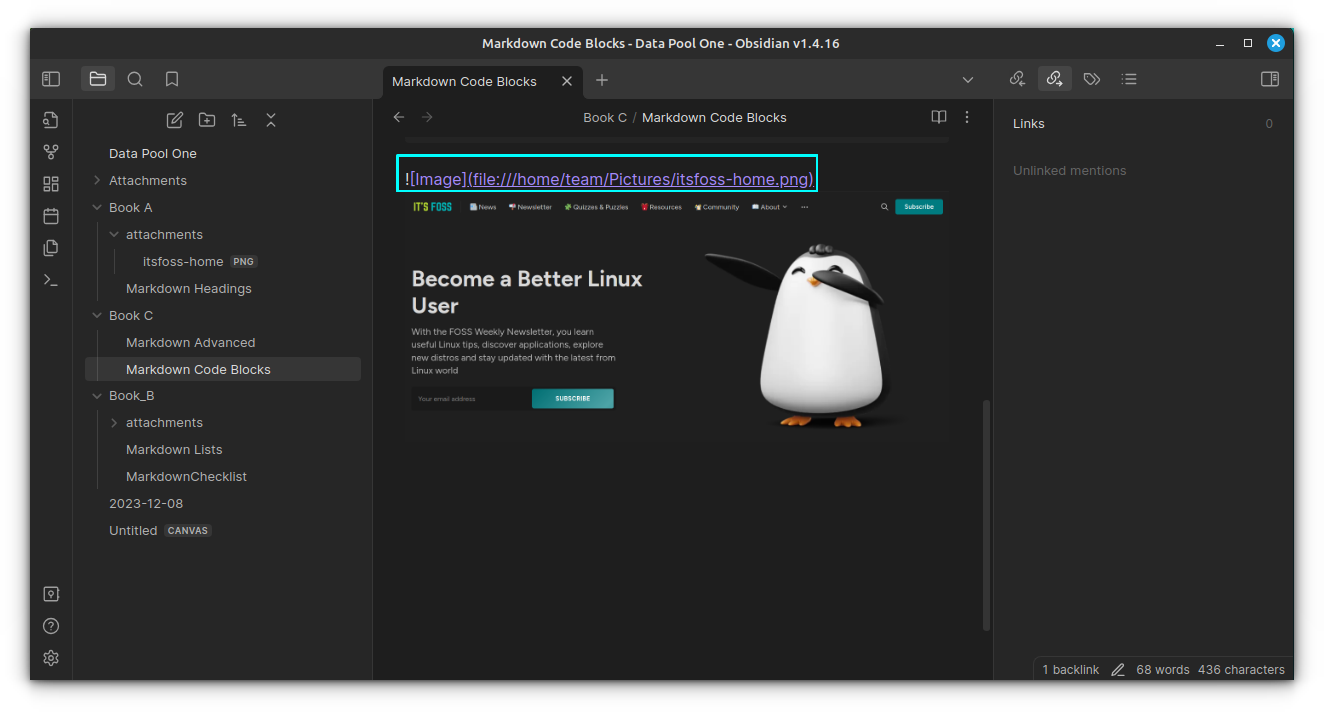 Markdown Code Blocks - Data Pool One - Obsidian v1.4.16
Markdown Code Blocks
Data Pool One
Attachments
Book A
attachments
itsfoss-home PNG
Markdown Headings
Book C
Markdown Advanced
Markdown Code Blocks
Book_B
attachments
Markdown Lists
MarkdownChecklist
2023-12-08
Untitled CANVAS
Book C / Markdown Code Blocks
![Image](file:///home/team/Pictures/itsfoss-home.png)
IT'S FOSS News Newsletter Quizzes & Puzzles Resources Community About ••• Subscribe
Become a Better Linux
User
With the FOSS Weekly Newsletter, you learn
useful Linux tips, discover applications, explore
new distros and stay updated with the latest from
Linux world
Your email address SUBSCRIBE
Links 0
Unlinked mentions
1 backlink 68 words 436 characters